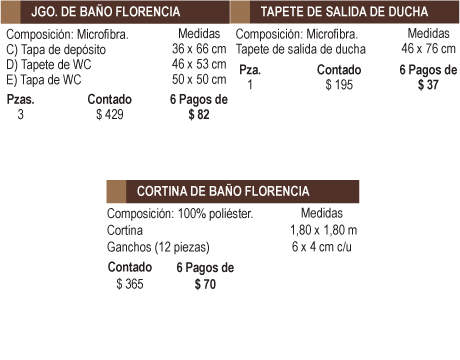 JGO. DE BAÑO FLORENCIA
Composición: Microfibra. Medidas
C) Tapa de depósito 36 x 66 cm
D) Tapete de WC 46 x 53 cm
E) Tapa de WC 50 x 50 cm
Pzas. Contado 6 Pagos de
3 $ 429 $ 82
TAPETE DE SALIDA DE DUCHA
Composición: Microfibra. Medidas
Tapete de salida de ducha 46 x 76 cm
Pza. Contado 6 Pagos de
1 $ 195 $ 37
CORTINA DE BAÑO FLORENCIA
Composición: 100% poliéster. Medidas
Cortina 1,80 x 1,80 m
Ganchos (12 piezas) 6 x 4 cm c/u
Contado 6 Pagos de
$ 365 $ 70